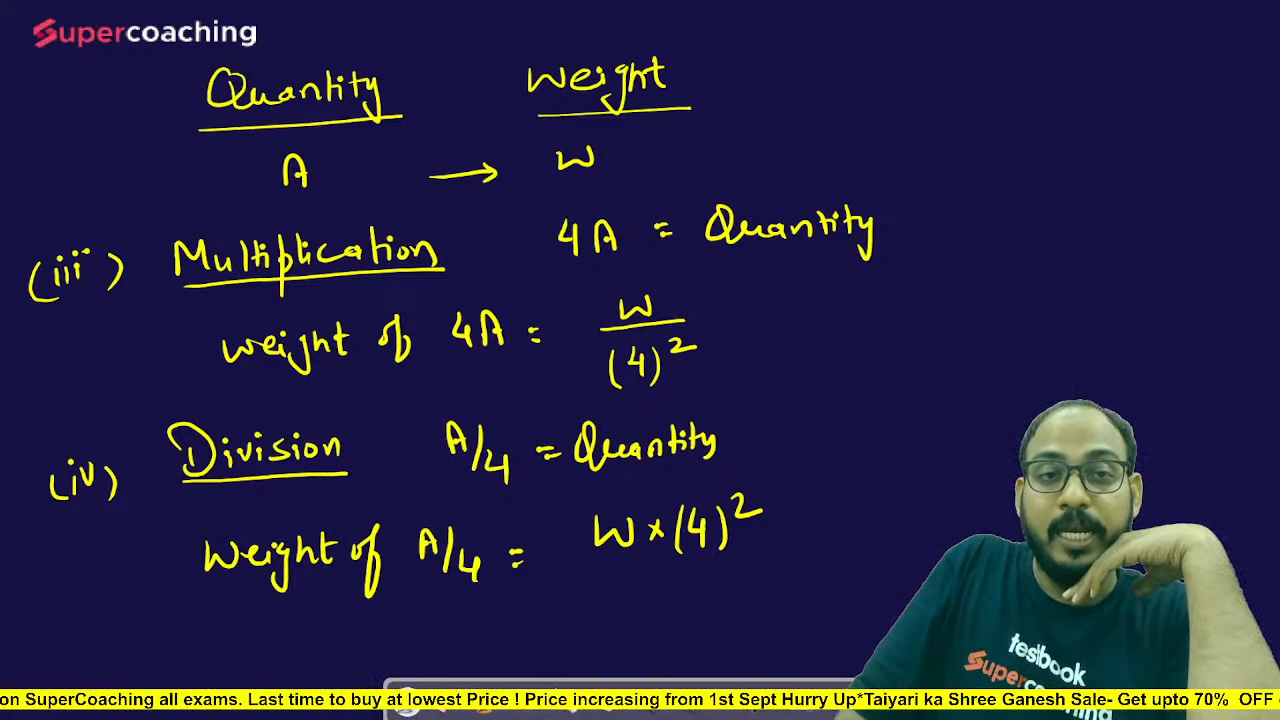 Supercoaching
Quantity Weight
A → W
(iii) Multiplication 4A = Quantity
Weight of 4A = W/(4)²
(iv) Division A/4 = Quantity
Weight of A/4 = W×(4)²
testbook
Supercoaching
on SuperCoaching all exams. Last time to buy at lowest Price ! Price increasing from 1st Sept Hurry Up*Taiyari ka Shree Ganesh Sale- Get upto 70% OFF